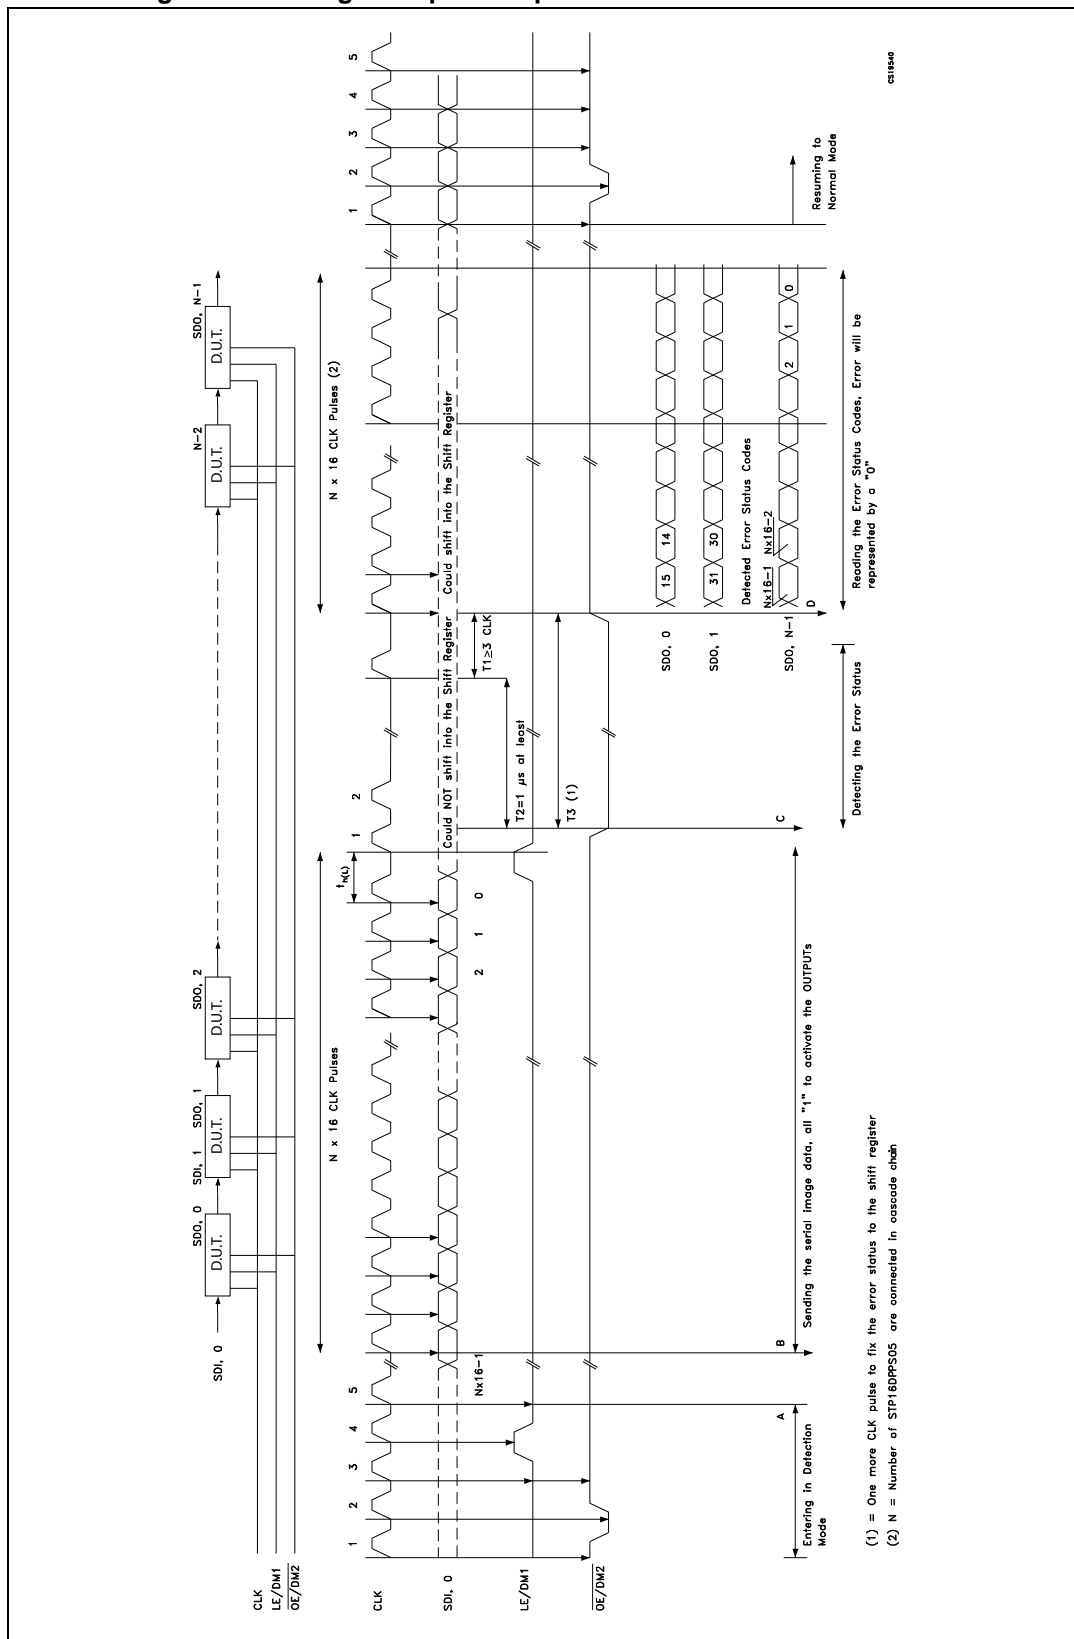 SDI, 0
D.U.T.
SDO, 0
SDI, 1
D.U.T.
SDO, 1
D.U.T.
SDO, 2
D.U.T.
N-2
D.U.T.
SDO, N-1
CLK
LE/DM1
OE/DM2
N x 16 CLK Pulses
N x 16 CLK Pulses (2)
CLK
1 2 3 4 5
th(L)
1 2
1 2 3 4 5
SDI, 0
Nx16-1
2 1 0
Could NOT shift into the Shift Register
Could shift into the Shift Register
T1≥3 CLK
LE/DM1
T2=1 µs at least
T3 (1)
OE/DM2
SDO, 0
15 14
SDO, 1
31 30
Detected Error Status Codes
Nx16-1 Nx16-2
SDO, N-1
2 1 0
A
B
C
D
Entering in Detection
Mode
Sending the serial image data, all "1" to activate the OUTPUTs
Detecting the Error Status
Reading the Error Status Codes, Error will be
represented by a "0"
Resuming to
Normal Mode
(1) = One more CLK pulse to fix the error status to the shift register
(2) N = Number of STP16DPPS05 are connected in cascade chain
CS19540